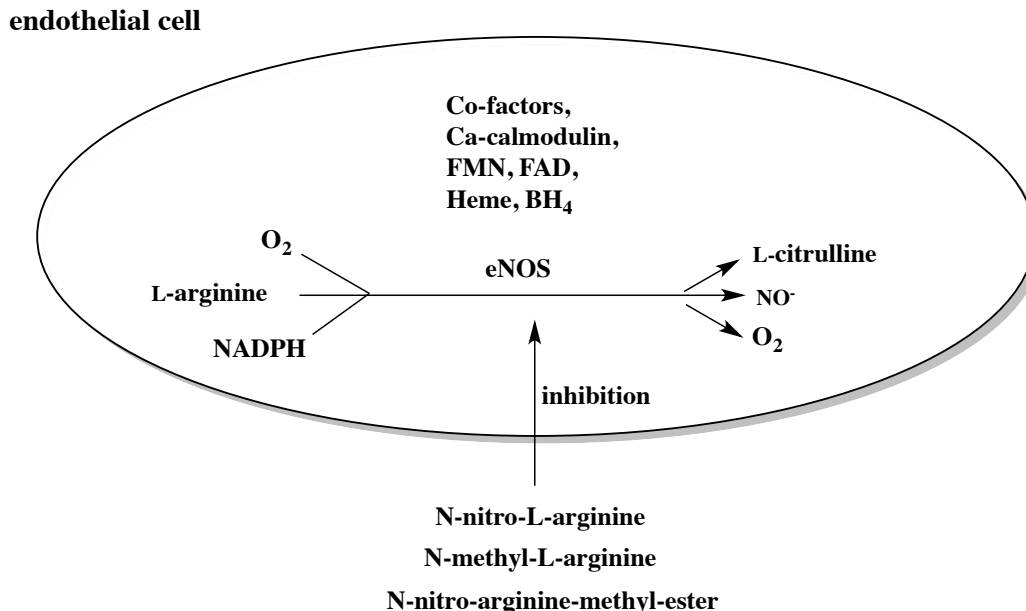 endothelial cell
Co-factors,
Ca-calmodulin,
FMN, FAD,
Heme, BH4
O2
eNOS
L-citrulline
L-arginine
NO-
NADPH
O2
inhibition
N-nitro-L-arginine
N-methyl-L-arginine
N-nitro-arginine-methyl-ester